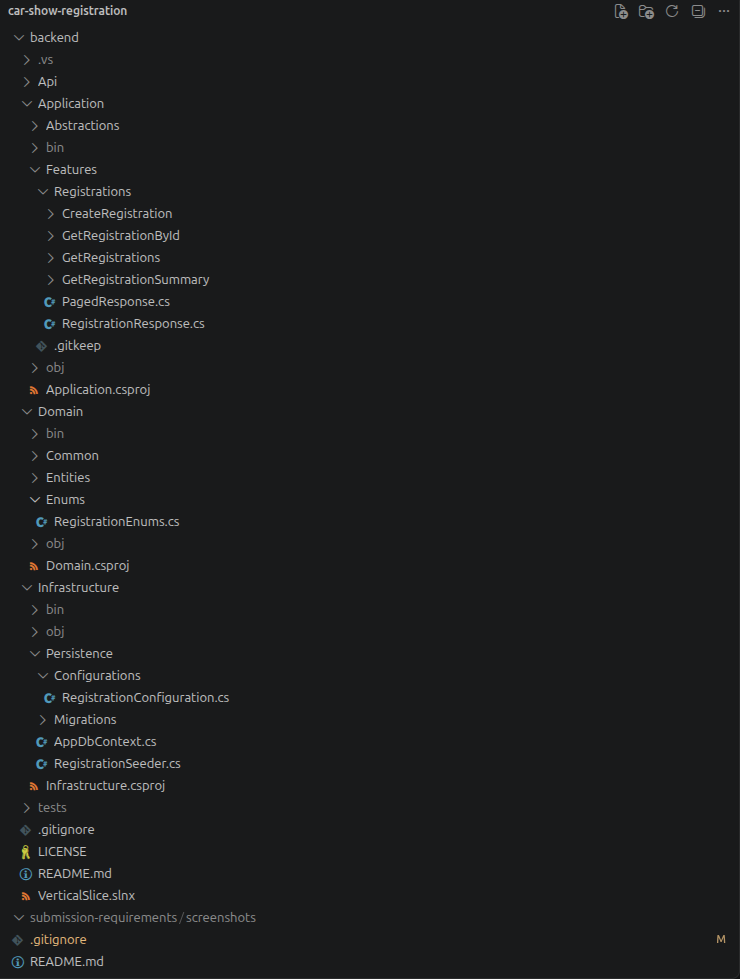 car-show-registration
backend
.vs
Api
Application
Abstractions
bin
Features
Registrations
CreateRegistration
GetRegistrationById
GetRegistrations
GetRegistrationSummary
PagedResponse.cs
RegistrationResponse.cs
.gitkeep
obj
Application.csproj
Domain
bin
Common
Entities
Enums
RegistrationEnums.cs
obj
Domain.csproj
Infrastructure
bin
obj
Persistence
Configurations
RegistrationConfiguration.cs
Migrations
AppDbContext.cs
RegistrationSeeder.cs
Infrastructure.csproj
tests
.gitignore
LICENSE
README.md
VerticalSlice.slnx
submission-requirements / screenshots
.gitignore M
README.md